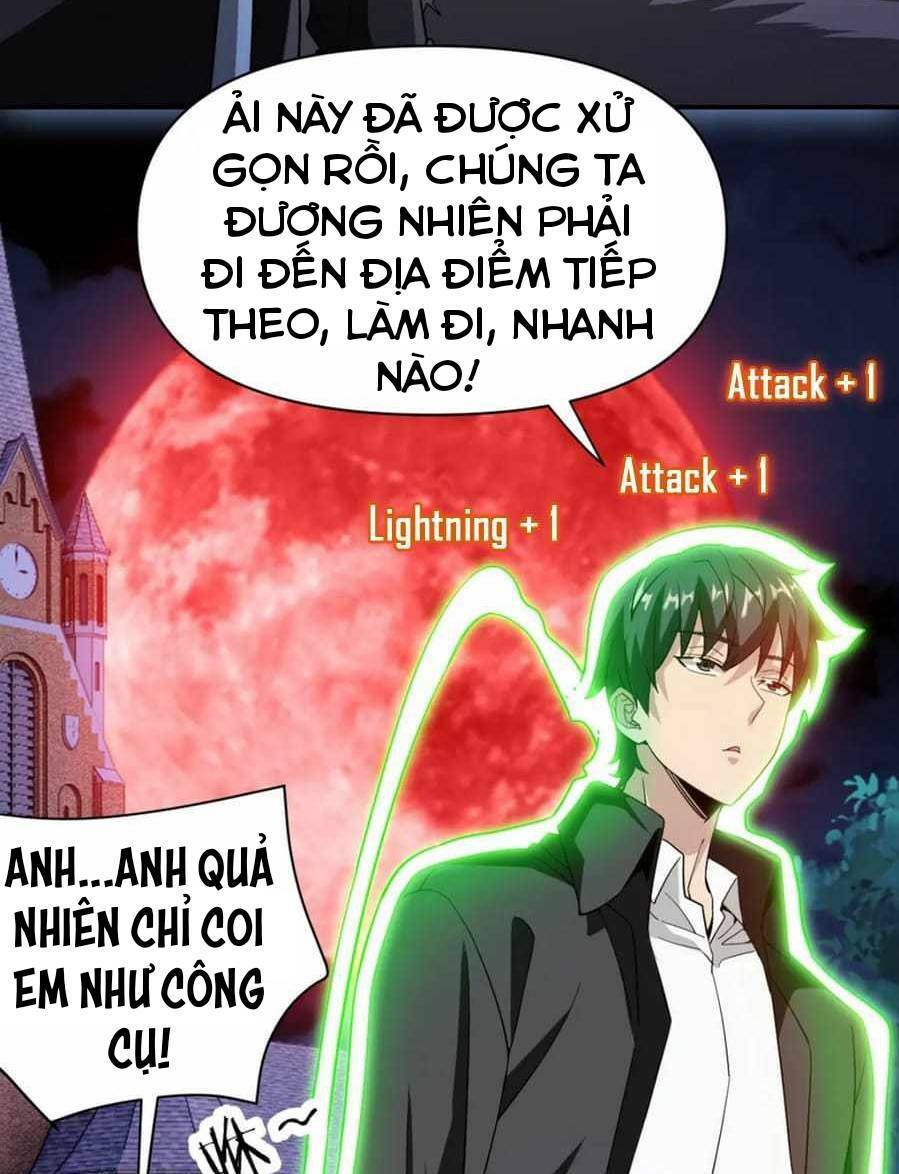 ẢI NÀY ĐÃ ĐƯỢC XỬ
GỌN RỒI, CHÚNG TA
ĐƯƠNG NHIÊN PHẢI
ĐI ĐẾN ĐỊA ĐIỂM TIẾP
THEO, LÀM ĐI, NHANH
NÀO!
Attack + 1
Attack + 1
Lightning + 1
ANH...ANH QUẢ
NHIÊN CHỈ COI
EM NHƯ CÔNG
CỤ!